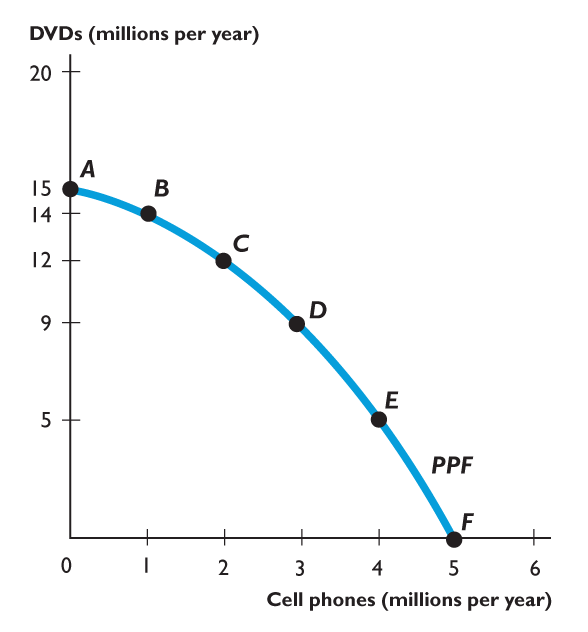 DVDs (millions per year)
20
A
15
B
14
C
12
D
9
E
5
PPF
F
0 1 2 3 4 5 6
Cell phones (millions per year)